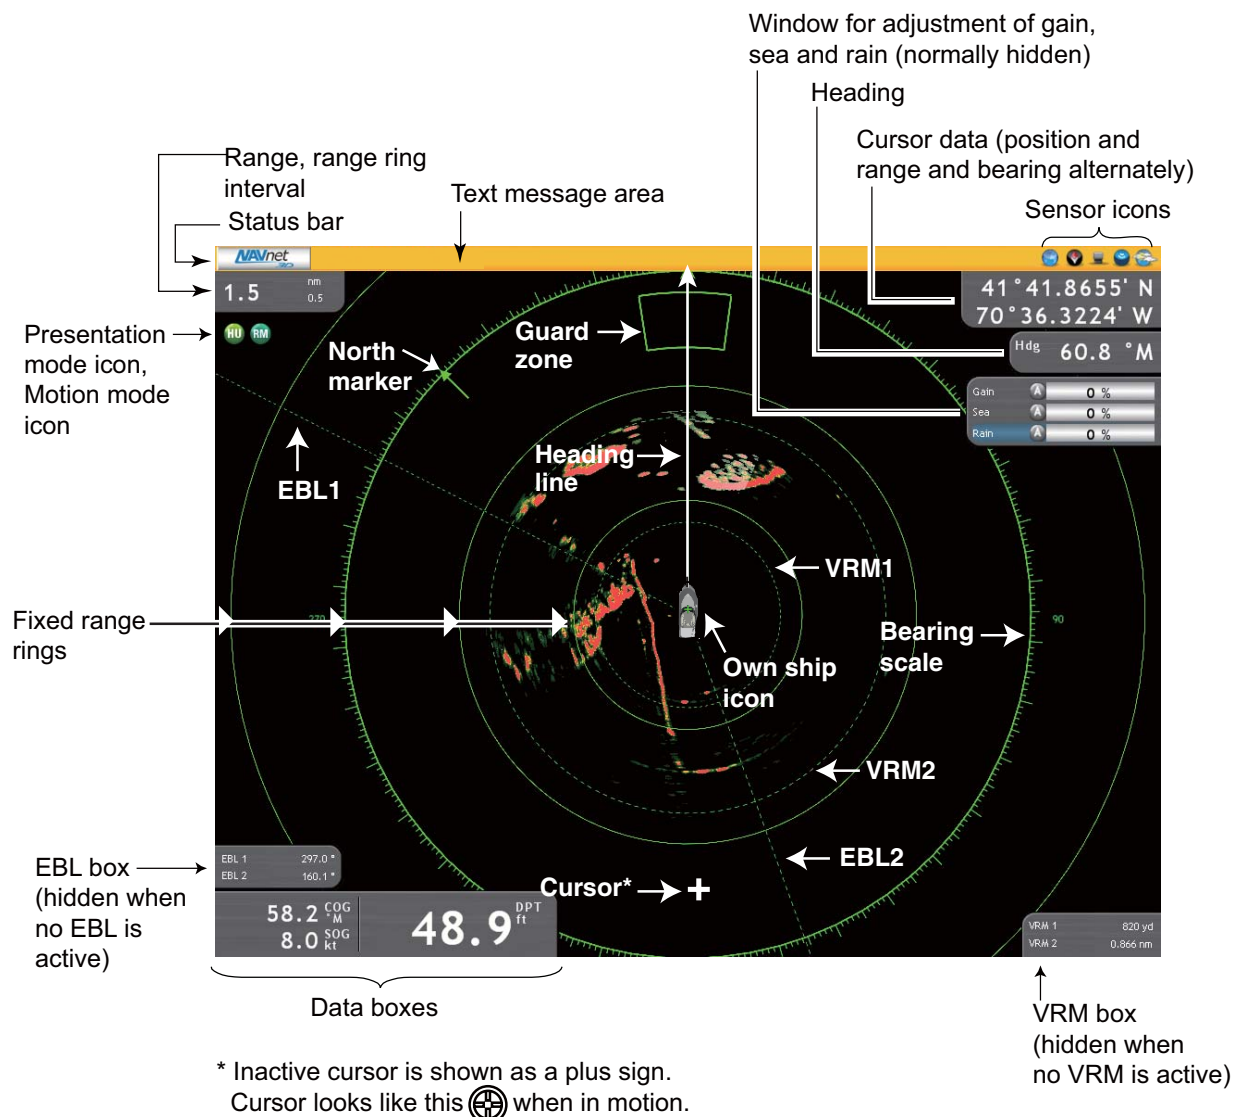 Window for adjustment of gain,
sea and rain (normally hidden)
Heading
Cursor data (position and
range and bearing alternately)
Sensor icons
Range, range ring
interval
Status bar
Text message area
NAVnet
3D
1.5
nm
0.5
41°41.8655' N
70°36.3224' W
Hdg 60.8 °M
Gain A 0 %
Sea A 0 %
Rain A 0 %
HU RM
Presentation
mode icon,
Motion mode
icon
North
marker
Guard
zone
EBL1
Heading
line
VRM1
Fixed range
rings
270
90
Bearing
scale
Own ship
icon
VRM2
EBL2
Cursor*
EBL box
(hidden when
no EBL is
active)
EBL 1 297.0 °
EBL 2 160.1 °
58.2 COG °M
8.0 SOG kt
48.9 DPT ft
VRM 1 820 yd
VRM 2 0.866 nm
Data boxes
VRM box
(hidden when
no VRM is active)
* Inactive cursor is shown as a plus sign.
Cursor looks like this when in motion.